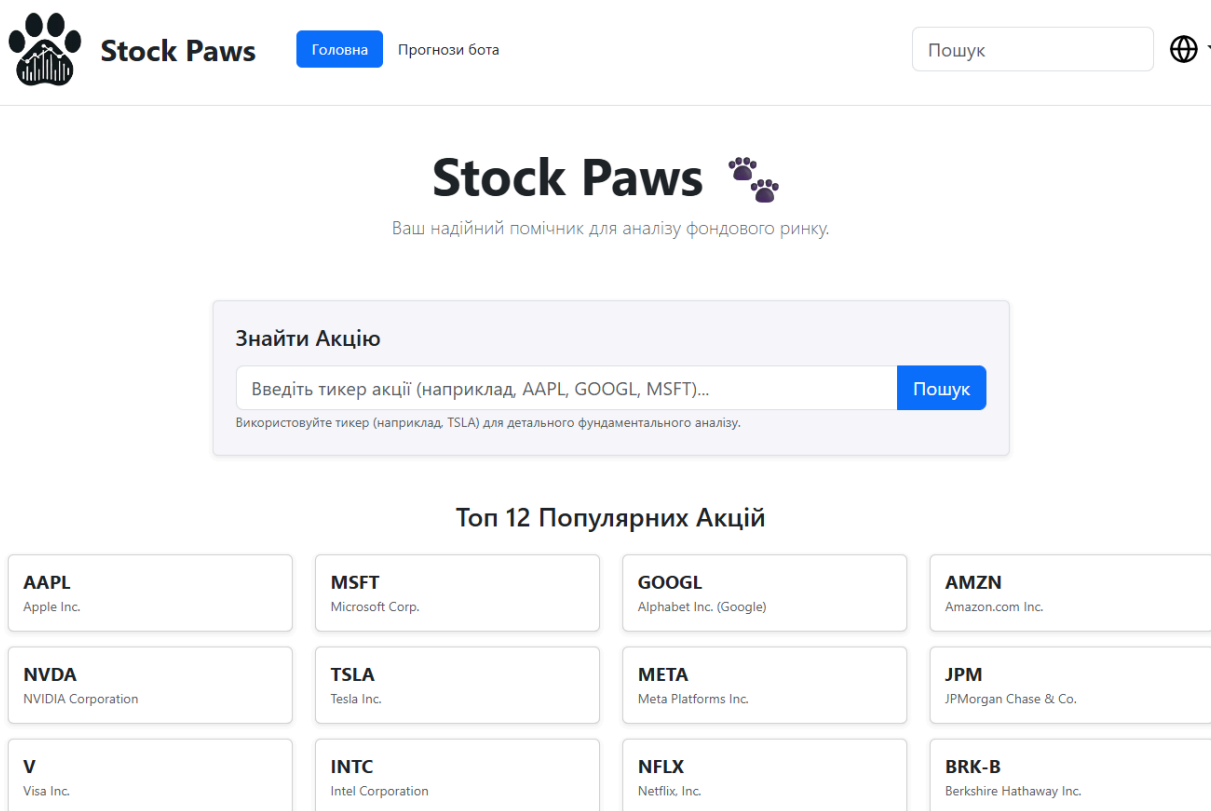 Stock Paws
Головна
Прогнози бота
Пошук
Stock Paws
Ваш надійний помічник для аналізу фондового ринку.
Знайти Акцію
Введіть тикер акції (наприклад, AAPL, GOOGL, MSFT)...
Пошук
Використовуйте тикер (наприклад, TSLA) для детального фундаментального аналізу.
Топ 12 Популярних Акцій
AAPL
Apple Inc.
MSFT
Microsoft Corp.
GOOGL
Alphabet Inc. (Google)
AMZN
Amazon.com Inc.
NVDA
NVIDIA Corporation
TSLA
Tesla Inc.
META
Meta Platforms Inc.
JPM
JPMorgan Chase & Co.
V
Visa Inc.
INTC
Intel Corporation
NFLX
Netflix, Inc.
BRK-B
Berkshire Hathaway Inc.